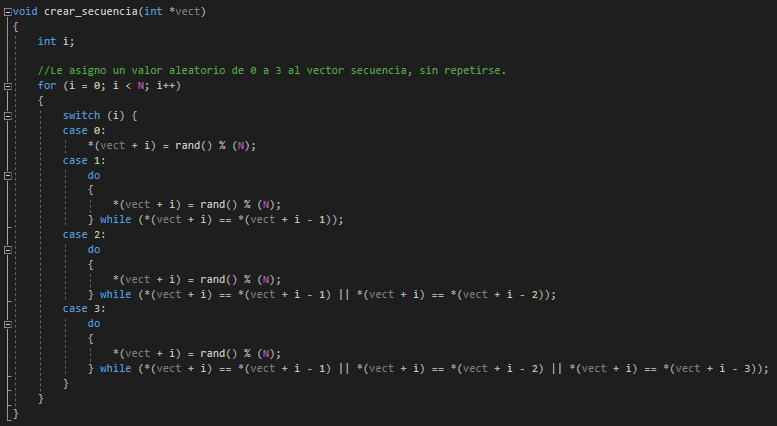 void crear_secuencia(int *vect)
{
    int i;

    //Le asigno un valor aleatorio de 0 a 3 al vector secuencia, sin repetirse.
    for (i = 0; i < N; i++)
    {
        switch (i) {
        case 0:
            *(vect + i) = rand() % (N);
        case 1:
            do
            {
                *(vect + i) = rand() % (N);
            } while (*(vect + i) == *(vect + i - 1));
        case 2:
            do
            {
                *(vect + i) = rand() % (N);
            } while (*(vect + i) == *(vect + i - 1) || *(vect + i) == *(vect + i - 2));
        case 3:
            do
            {
                *(vect + i) = rand() % (N);
            } while (*(vect + i) == *(vect + i - 1) || *(vect + i) == *(vect + i - 2) || *(vect + i) == *(vect + i - 3));
        }
    }
}